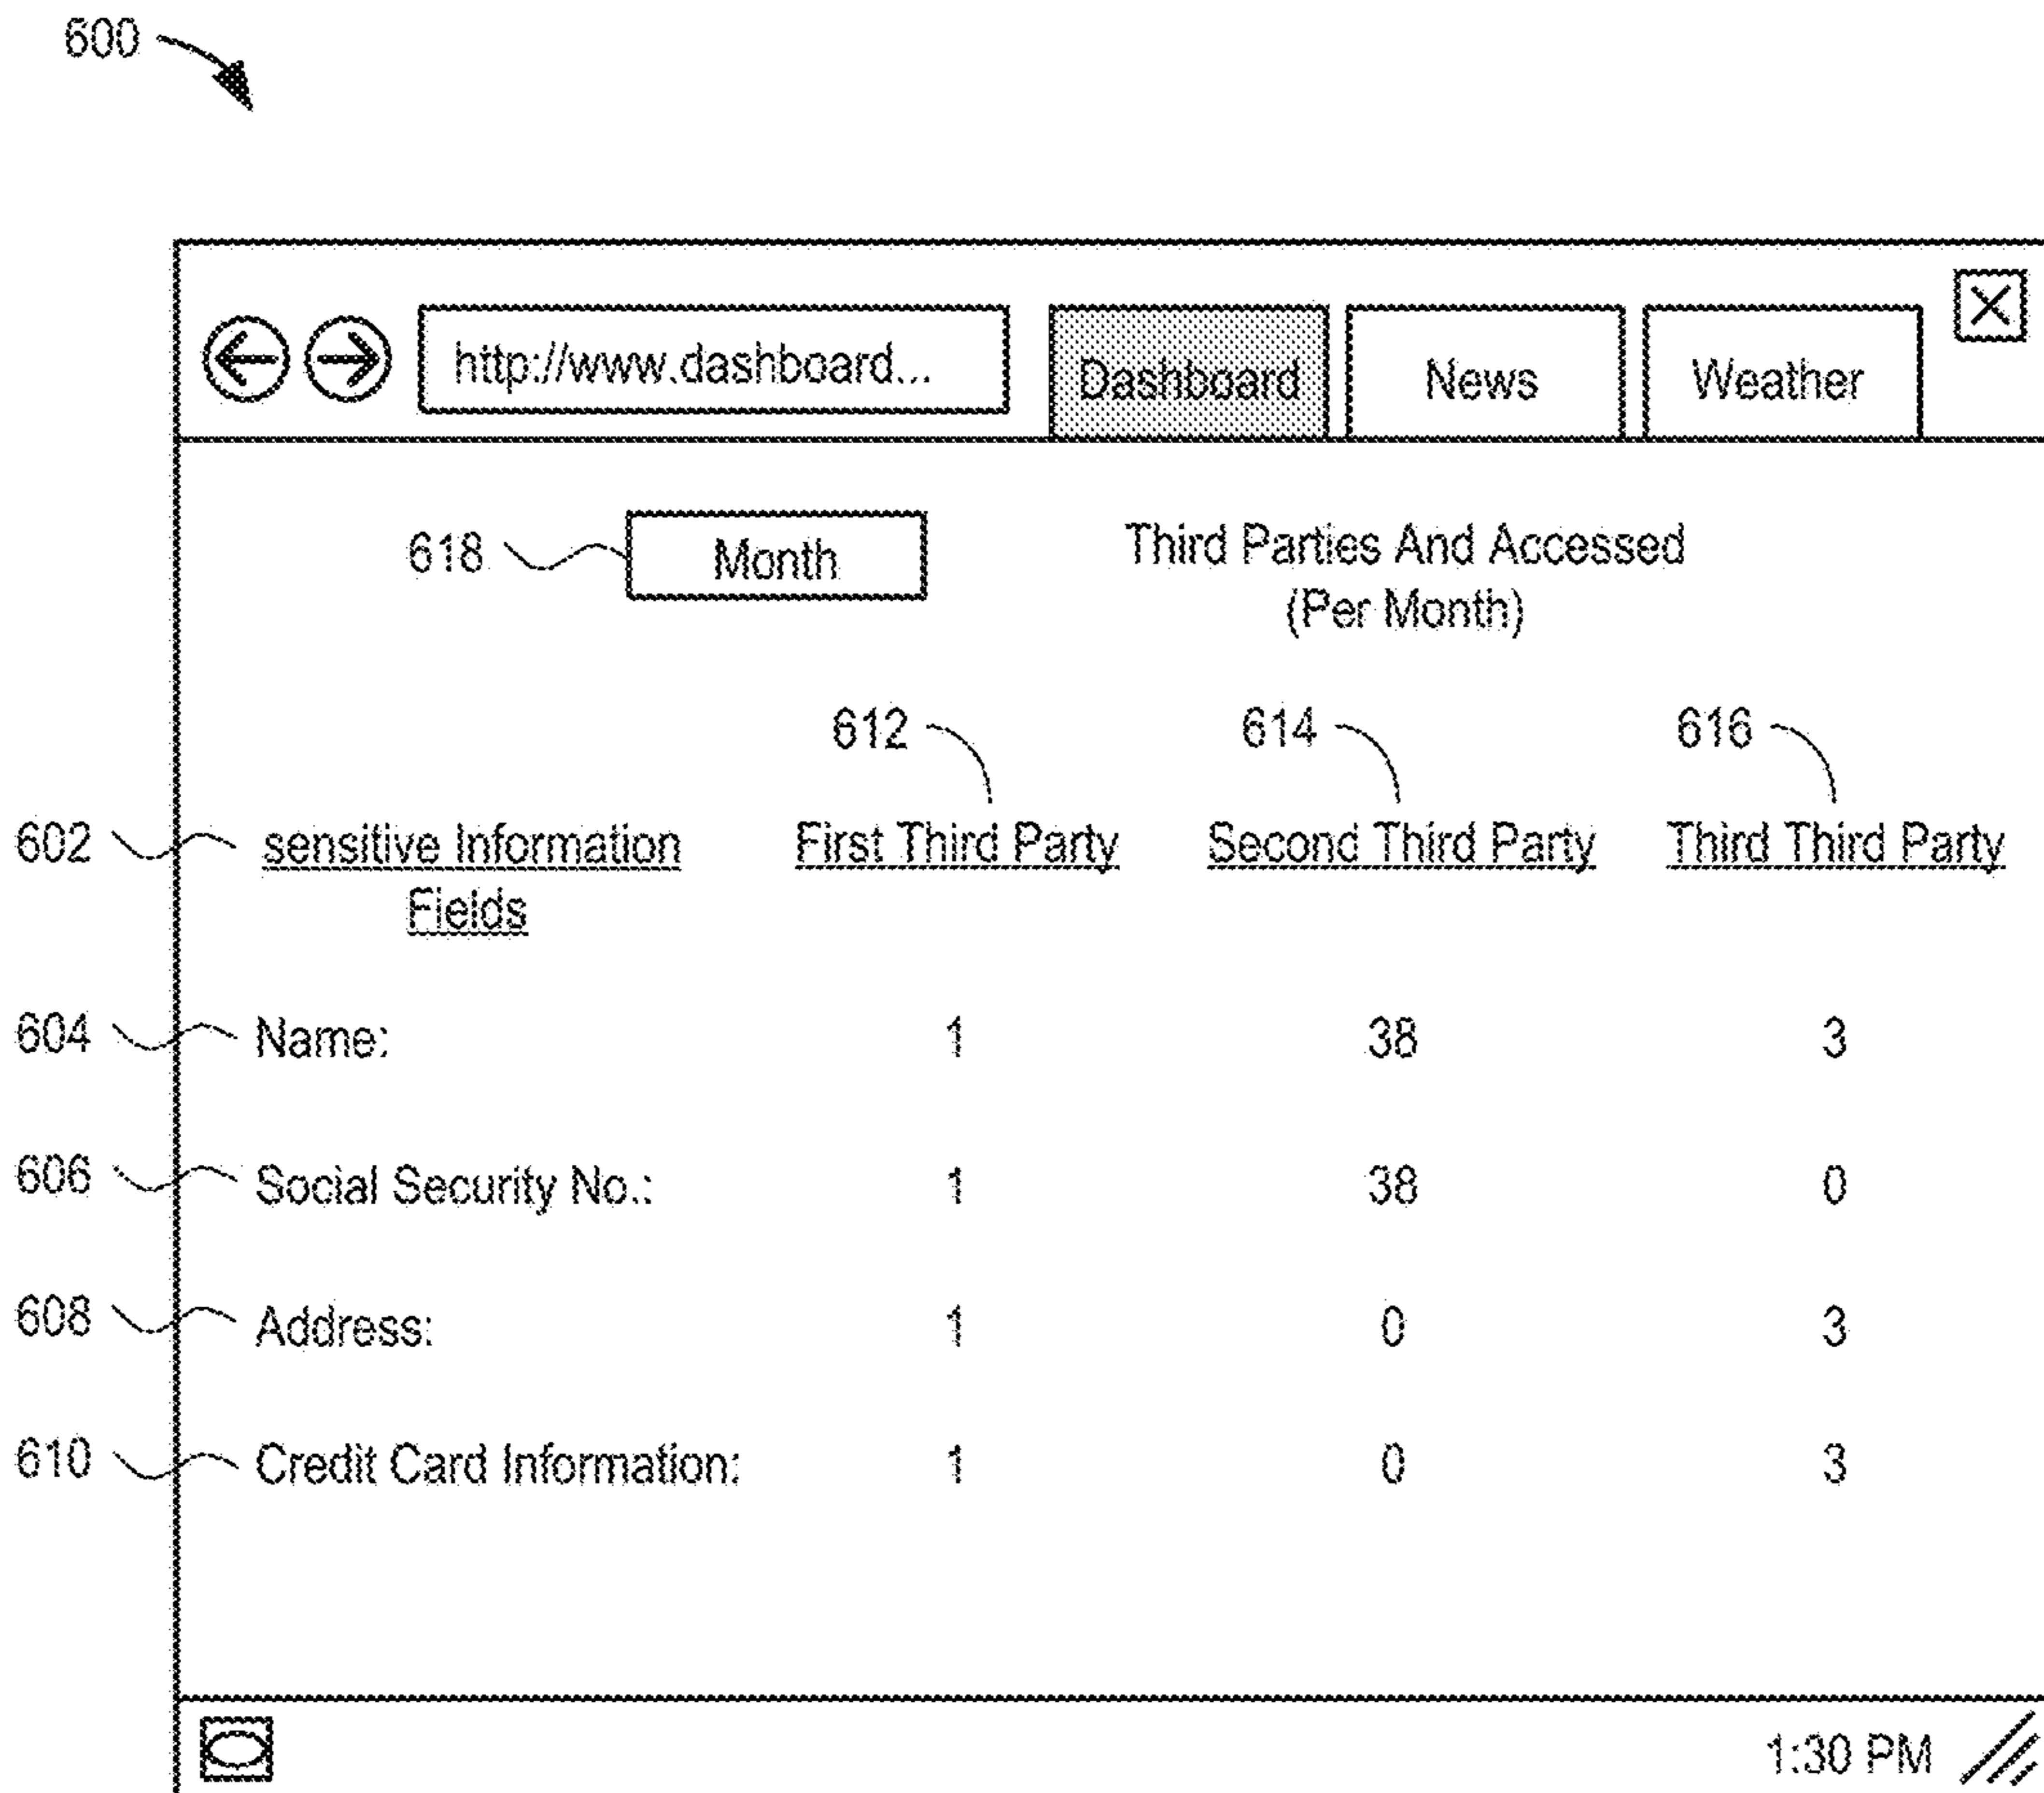 600
http://www.dashboard... Dashboard News Weather
618 Month Third Parties And Accessed
(Per Month)
612 614 616
602 sensitive Information First Third Party Second Third Party Third Third Party
Fields
604 Name: 1 38 3
606 Social Security No.: 1 38 0
608 Address: 1 0 3
610 Credit Card Information: 1 0 3
1:30 PM